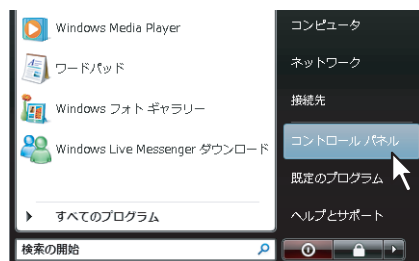 Windows Media Player
ワードパッド
Windows フォト ギャラリー
Windows Live Messenger ダウンロード
すべてのプログラム
検索の開始
コンピュータ
ネットワーク
接続先
コントロール パネル
既定のプログラム
ヘルプとサポート